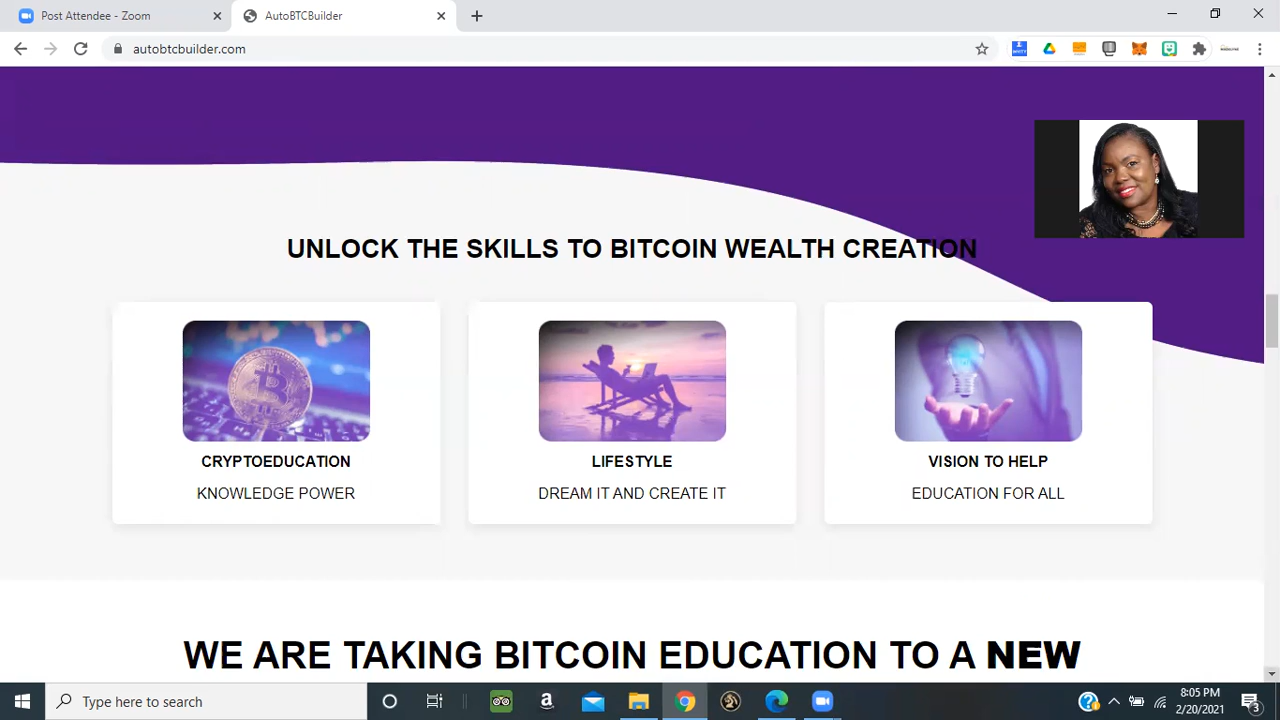 Post Attendee - Zoom
AutoBTCBuilder
autobtcbuilder.com
UNLOCK THE SKILLS TO BITCOIN WEALTH CREATION
CRYPTOEDUCATION
KNOWLEDGE POWER
LIFESTYLE
DREAM IT AND CREATE IT
VISION TO HELP
EDUCATION FOR ALL
WE ARE TAKING BITCOIN EDUCATION TO A NEW
Type here to search
8:05 PM
2/20/2021
3